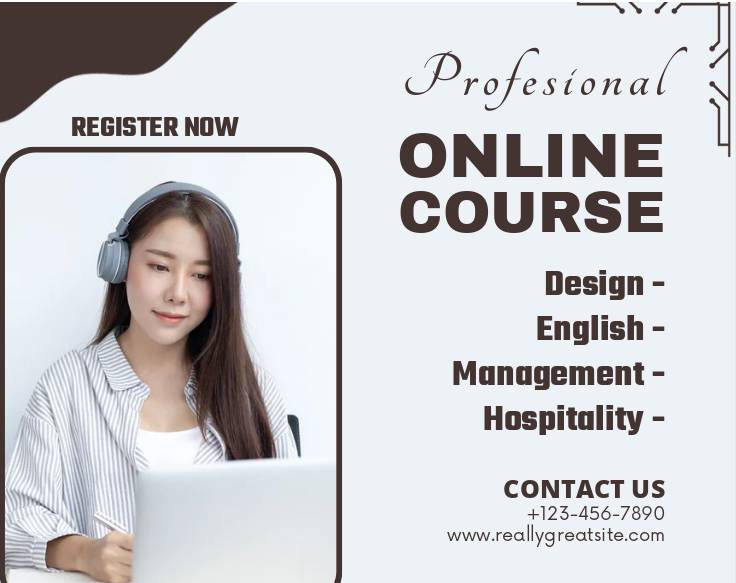 Profesional
REGISTER NOW
ONLINE
COURSE
Design -
English -
Management -
Hospitality -
CONTACT US
+123-456-7890
www.reallygreatsite.com